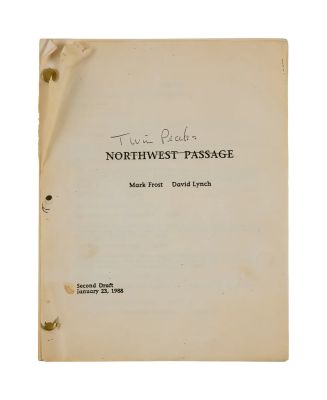 Twin Peaks
NORTHWEST PASSAGE
Mark Frost David Lynch
Second Draft
January 23, 1988